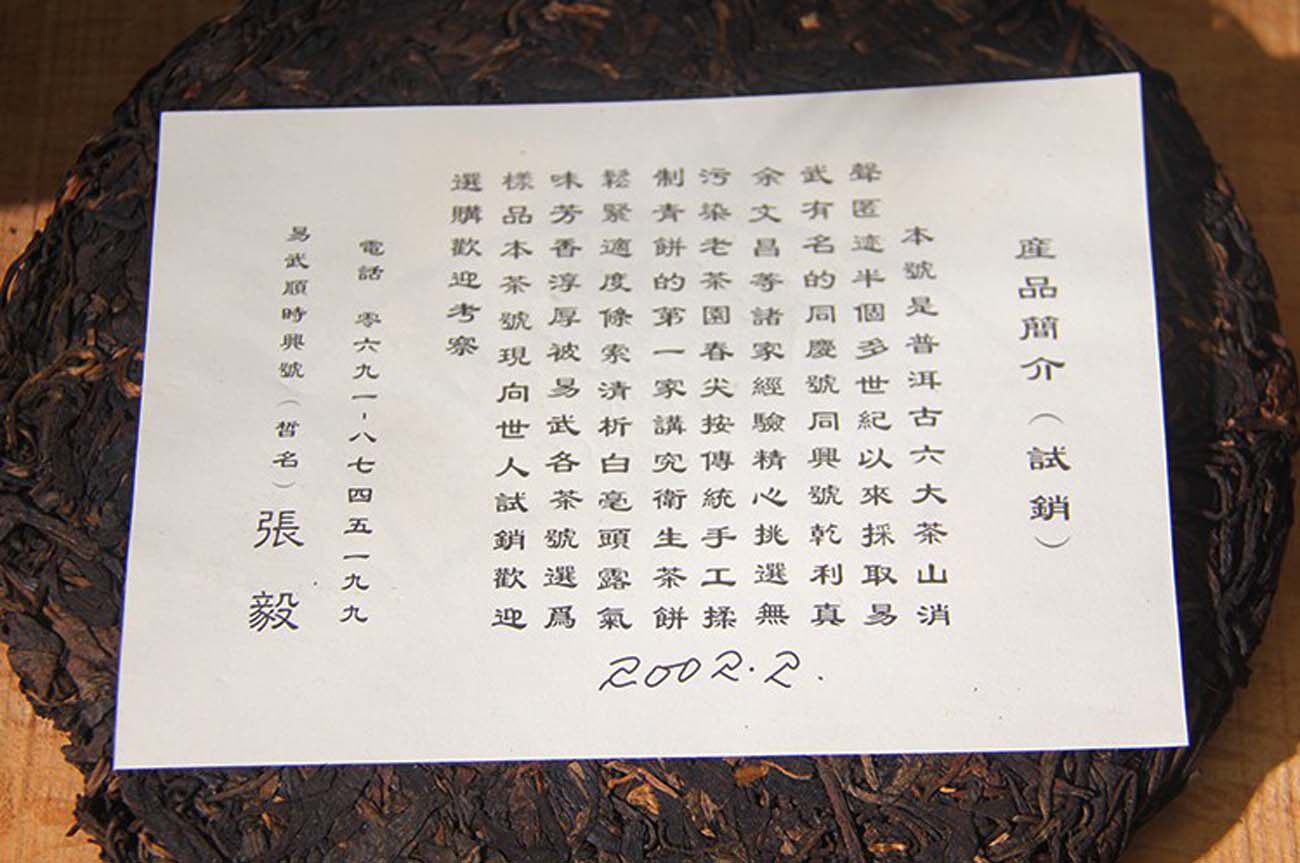 産品簡介（試銷）
本號是普洱古六大茶山消
聲匿迹半個多世紀以來採取易
武有名的同慶號同興號乾利真
余文昌等諸家經驗精心挑選無
污染老茶園春尖按傳統手工揉
制青餅的第一家講究衛生茶餅
鬆緊適度條索清析白毫頭露氣
味芳香淳厚被易武各茶號選爲
樣品本茶號現向世人試銷歡迎
選購歡迎考察
電話 零六九一-八七四五一九九
易武順時興號（哲名）張毅
2002.2.